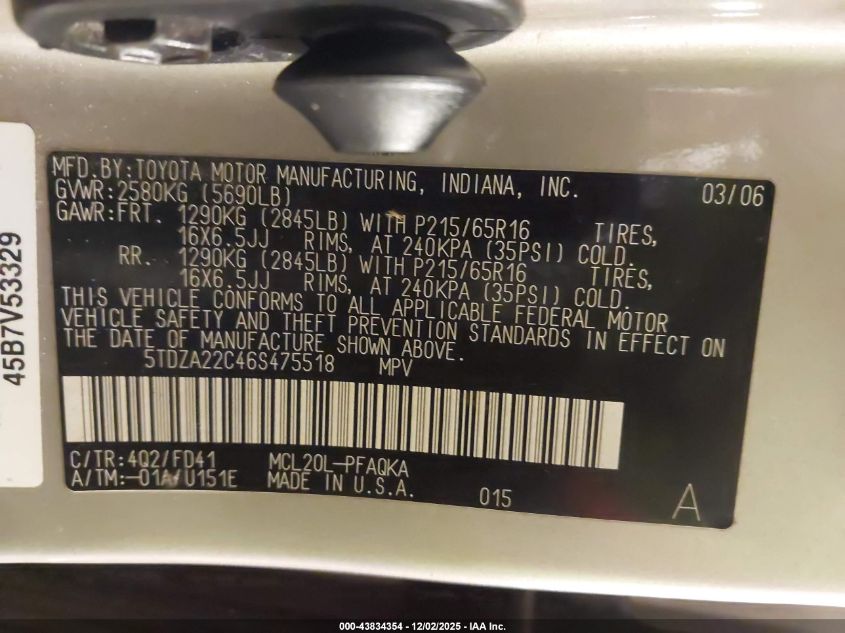 MFD.BY:TOYOTA MOTOR MANUFACTURING, INDIANA, INC. 03/06
GVWR:2580KG (5690LB)
GAWR:FRT. 1290KG (2845LB) WITH P215/65R16 TIRES,
16X6.5JJ RIMS, AT 240KPA (35PSI) COLD.
RR. 1290KG (2845LB) WITH P215/65R16 TIRES,
16X6.5JJ RIMS, AT 240KPA (35PSI) COLD.
THIS VEHICLE CONFORMS TO ALL APPLICABLE FEDERAL MOTOR
VEHICLE SAFETY AND THEFT PREVENTION STANDARDS IN EFFECT ON
THE DATE OF MANUFACTURE SHOWN ABOVE.
5TDZA22C46S475518 MPV
C/TR:4Q2/FD41 MCL20L-PFAQKA
A/TM:-01A/U151E MADE IN U.S.A. 015 A
45B7V53329
000-43834354 - 12/02/2025 - IAA Inc.